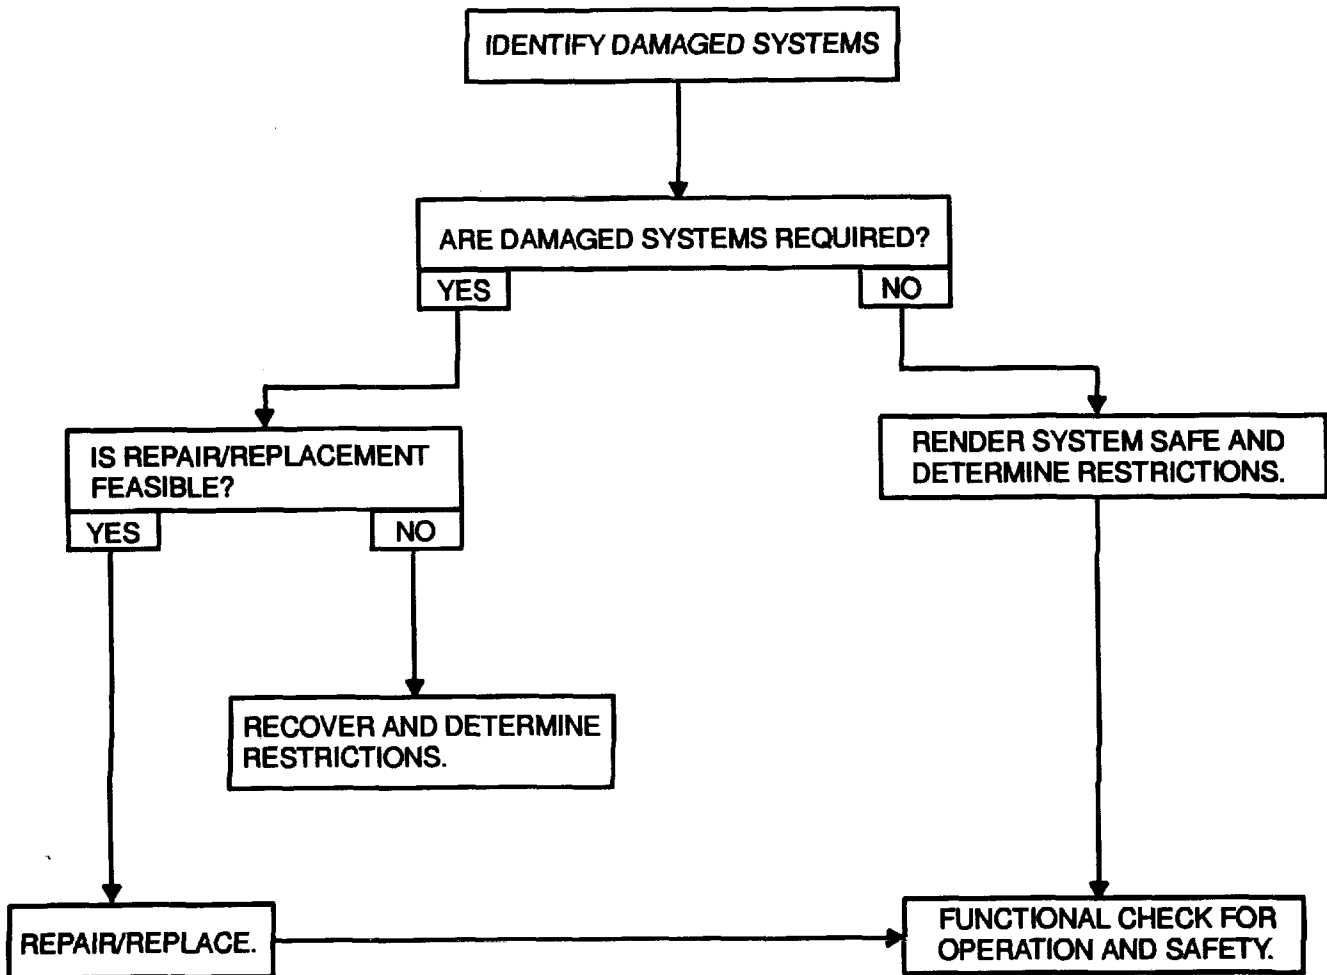 IDENTIFY DAMAGED SYSTEMS
ARE DAMAGED SYSTEMS REQUIRED?
YES
NO
IS REPAIR/REPLACEMENT
FEASIBLE?
YES
NO
RENDER SYSTEM SAFE AND
DETERMINE RESTRICTIONS.
RECOVER AND DETERMINE
RESTRICTIONS.
REPAIR/REPLACE.
FUNCTIONAL CHECK FOR
OPERATION AND SAFETY.